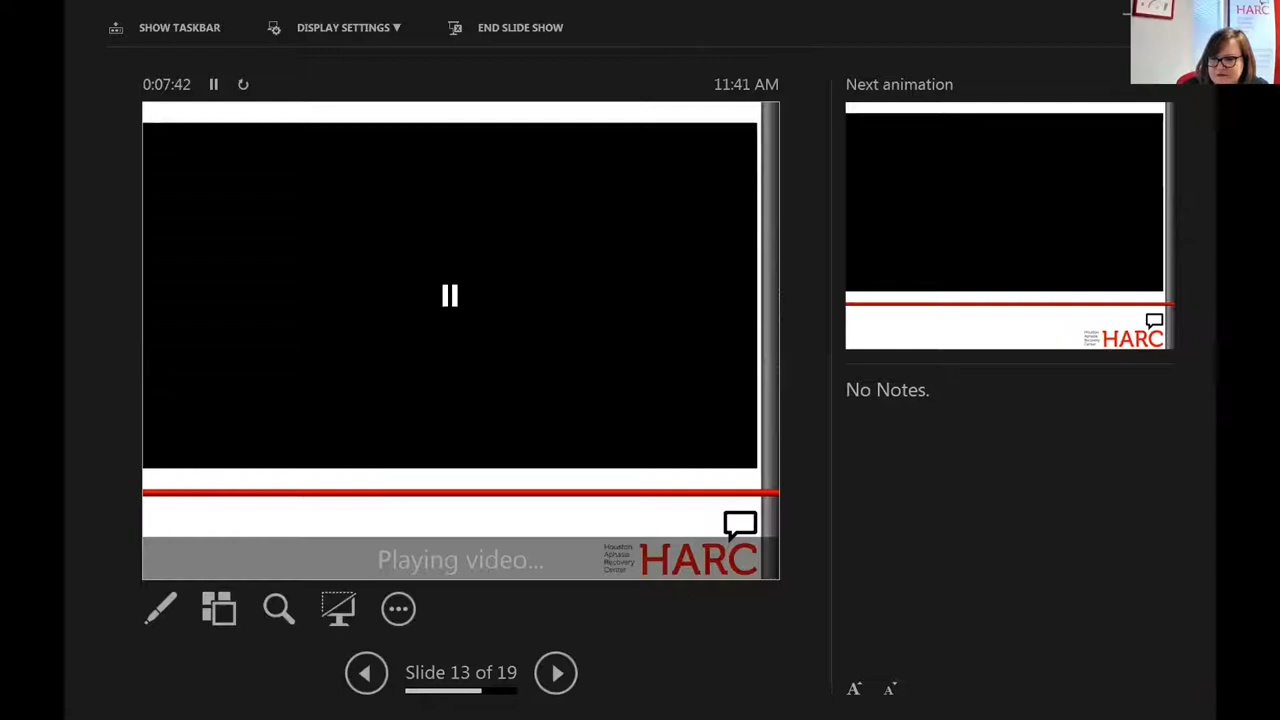 SHOW TASKBAR
DISPLAY SETTINGS
END SLIDE SHOW
HARC
0:07:42
11:41 AM
Next animation
HARC
No Notes.
Playing video...
Houston
Aphasia
Recovery
Center
HARC
Slide 13 of 19
A A